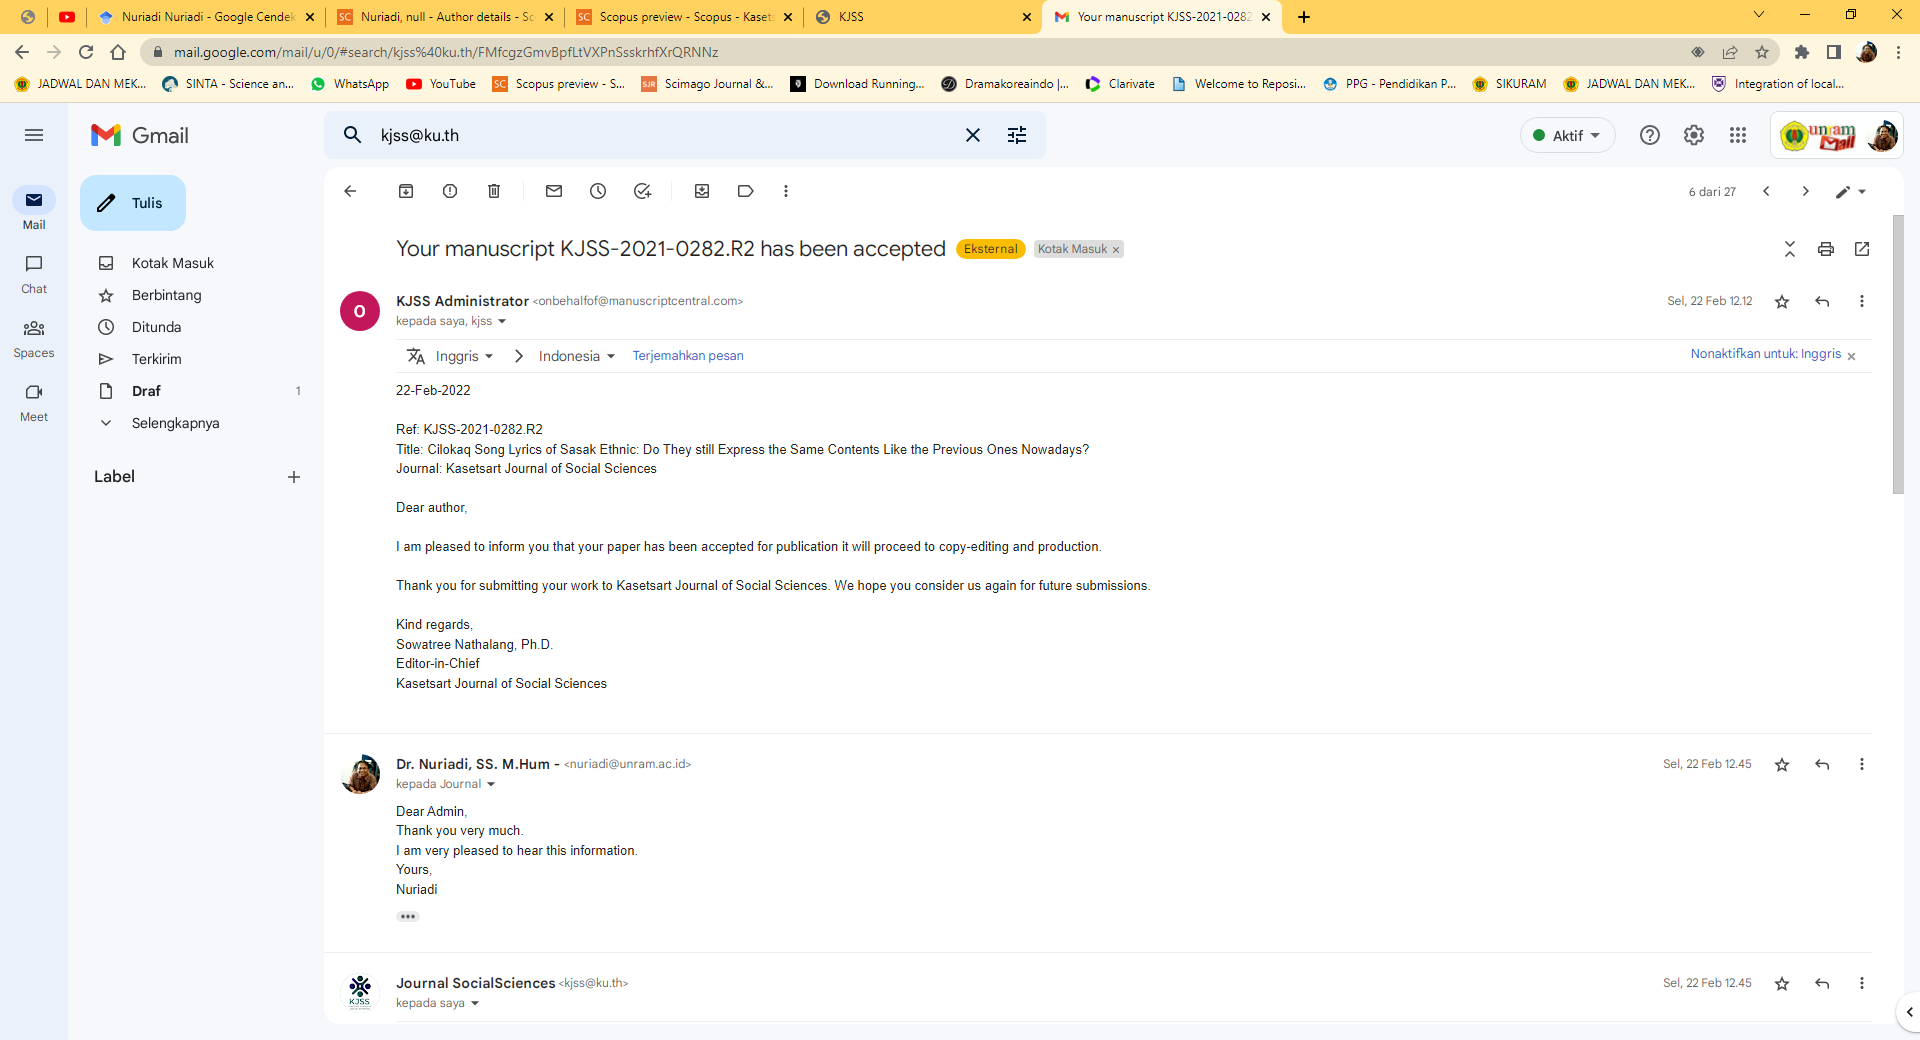 Nuriadi Nuriadi - Google Cendek
SC Nuriadi, null - Author details - Sc
SC Scopus preview - Scopus - Kaset
KJSS
Your manuscript KJSS-2021-0282
mail.google.com/mail/u/0/#search/kjss%40ku.th/FMfcgzGmvBpfLtVXPnSsskrhfXrQRNNz
JADWAL DAN MEK...
SINTA - Science an...
WhatsApp
YouTube
SC Scopus preview - S...
SJR Scimago Journal &...
Download Running...
Dramakoreaindo |...
Clarivate
Welcome to Reposi...
PPG - Pendidikan P...
SIKURAM
JADWAL DAN MEK...
Integration of local...
Gmail
kjss@ku.th
Aktif
unram
Mail
Mail
Chat
Spaces
Meet
Tulis
Kotak Masuk
Berbintang
Ditunda
Terkirim
Draf 1
Selengkapnya
Label
6 dari 27
Your manuscript KJSS-2021-0282.R2 has been accepted Eksternal Kotak Masuk
O
KJSS Administrator <onbehalfof@manuscriptcentral.com> Sel, 22 Feb 12.12
kepada saya, kjss
Inggris Indonesia Terjemahkan pesan Nonaktifkan untuk: Inggris
22-Feb-2022
Ref: KJSS-2021-0282.R2
Title: Cilokaq Song Lyrics of Sasak Ethnic: Do They still Express the Same Contents Like the Previous Ones Nowadays?
Journal: Kasetsart Journal of Social Sciences
Dear author,
I am pleased to inform you that your paper has been accepted for publication it will proceed to copy-editing and production.
Thank you for submitting your work to Kasetsart Journal of Social Sciences. We hope you consider us again for future submissions.
Kind regards,
Sowatree Nathalang, Ph.D.
Editor-in-Chief
Kasetsart Journal of Social Sciences
Dr. Nuriadi, SS. M.Hum - <nuriadi@unram.ac.id> Sel, 22 Feb 12.45
kepada Journal
Dear Admin,
Thank you very much.
I am very pleased to hear this information.
Yours,
Nuriadi
KJSS
Journal SocialSciences <kjss@ku.th> Sel, 22 Feb 12.45
kepada saya